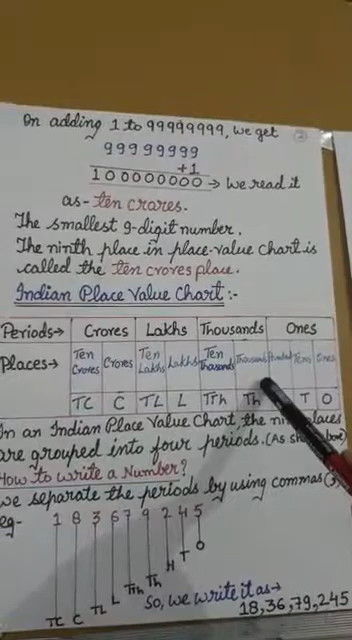 On adding 1 to 99999999, we get
②
99999999
+1
100000000 → we read it
as - ten crares.
The smallest 9-digit number.
The ninth place in place-value chart is
called the ten crores place.
Indian Place Value Chart :-
Periods→ Crores Lakhs Thousands Ones
Places→ Ten Crores Crores Ten Lakhs Lakhs Ten Thousands Thousands Hundred Tens Ones
TC C TL L TTh Th T O
In an Indian Place Value Chart, the places
are grouped into four periods. (As
How to write a Number?
we separate the periods by using commas (,)
eg-
1 8 3 6 7 9 2 4 5
TC C TL L TTh Th H T O
So, we write it as→
18,36,79,245